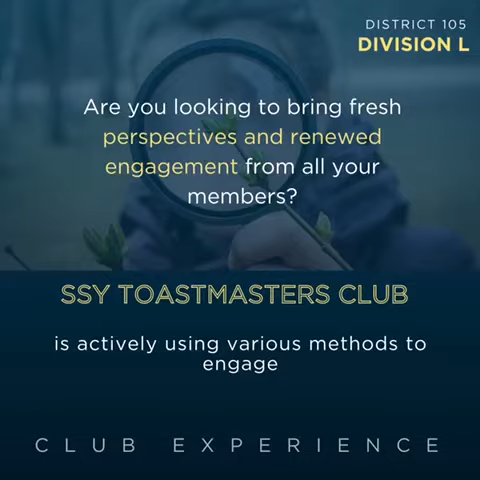 DISTRICT 105
DIVISION L
Are you looking to bring fresh
perspectives and renewed
engagement from all your
members?
SSY TOASTMASTERS CLUB
is actively using various methods to
engage
CLUB EXPERIENCE